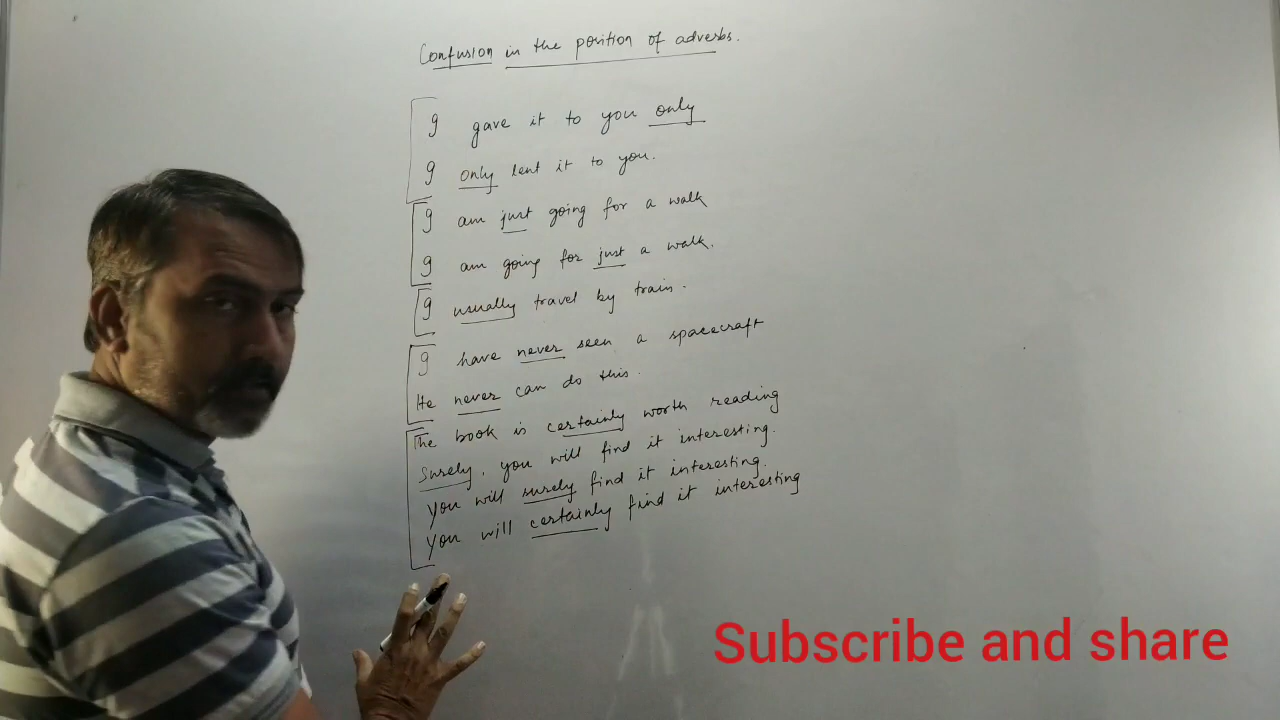 Confusion in the position of adverbs.
I gave it to you only
I only lent it to you.
I am just going for a walk
I am going for just a walk.
I usually travel by train.
I have never seen a spacecraft
He never can do this.
The book is certainly worth reading
Surely, you will find it interesting.
You will surely find it interesting.
You will certainly find it interesting
Subscribe and share